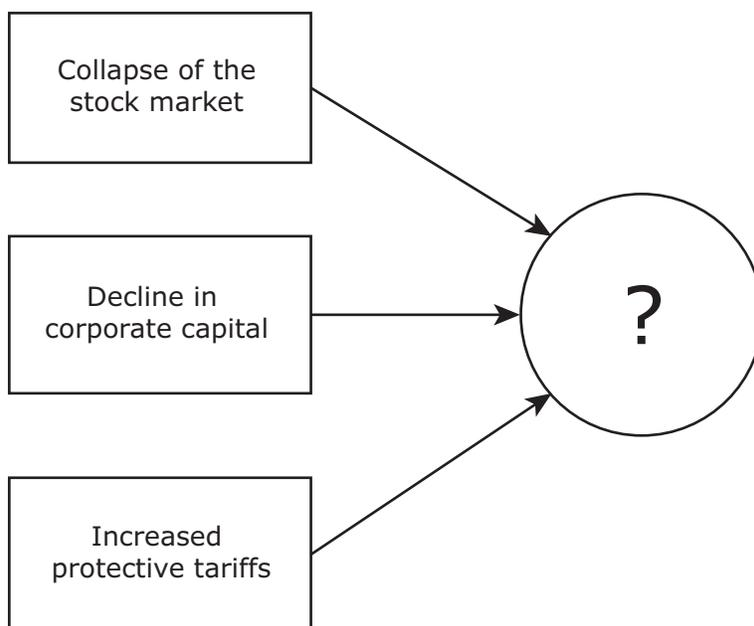 Collapse of the
stock market
Decline in
corporate capital
?
Increased
protective tariffs